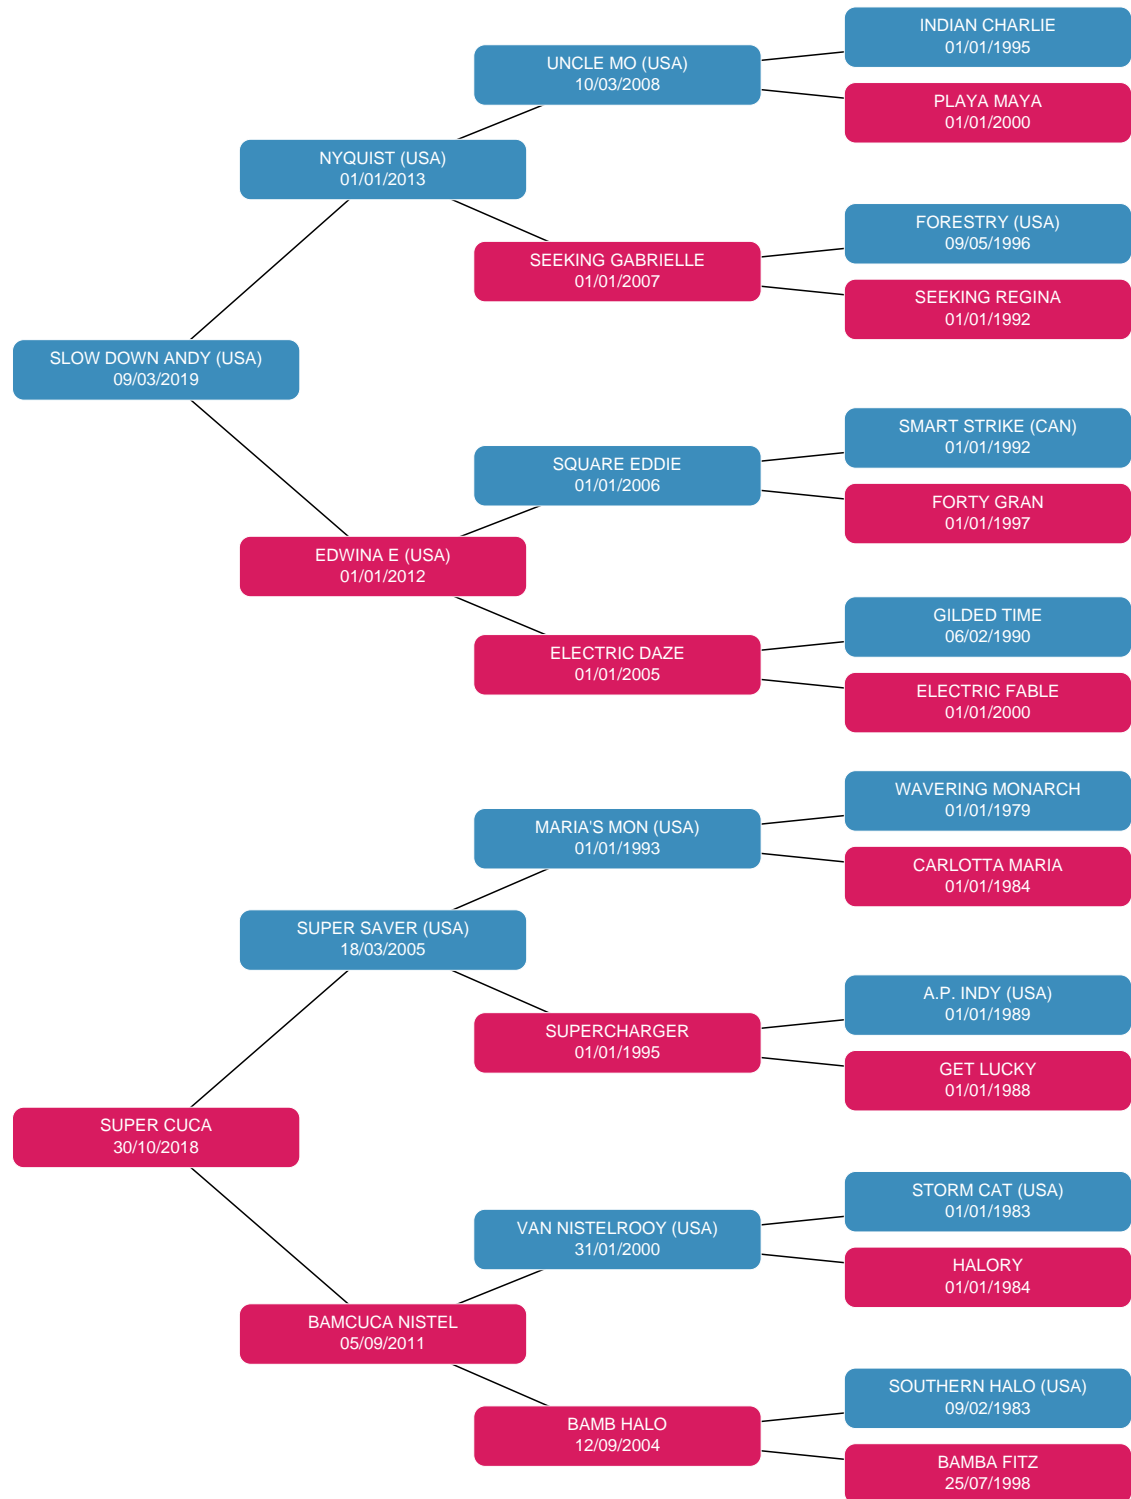 INDIAN CHARLIE
01/01/1995
UNCLE MO (USA)
10/03/2008
PLAYA MAYA
01/01/2000
NYQUIST (USA)
01/01/2013
FORESTRY (USA)
09/05/1996
SEEKING GABRIELLE
01/01/2007
SEEKING REGINA
01/01/1992
SLOW DOWN ANDY (USA)
09/03/2019
SMART STRIKE (CAN)
01/01/1992
SQUARE EDDIE
01/01/2006
FORTY GRAN
01/01/1997
EDWINA E (USA)
01/01/2012
GILDED TIME
06/02/1990
ELECTRIC DAZE
01/01/2005
ELECTRIC FABLE
01/01/2000
WAVERING MONARCH
01/01/1979
MARIA'S MON (USA)
01/01/1993
CARLOTTA MARIA
01/01/1984
SUPER SAVER (USA)
18/03/2005
A.P. INDY (USA)
01/01/1989
SUPERCHARGER
01/01/1995
GET LUCKY
01/01/1988
SUPER CUCA
30/10/2018
STORM CAT (USA)
01/01/1983
VAN NISTELROOY (USA)
31/01/2000
HALORY
01/01/1984
BAMCUCA NISTEL
05/09/2011
SOUTHERN HALO (USA)
09/02/1983
BAMB HALO
12/09/2004
BAMBA FITZ
25/07/1998